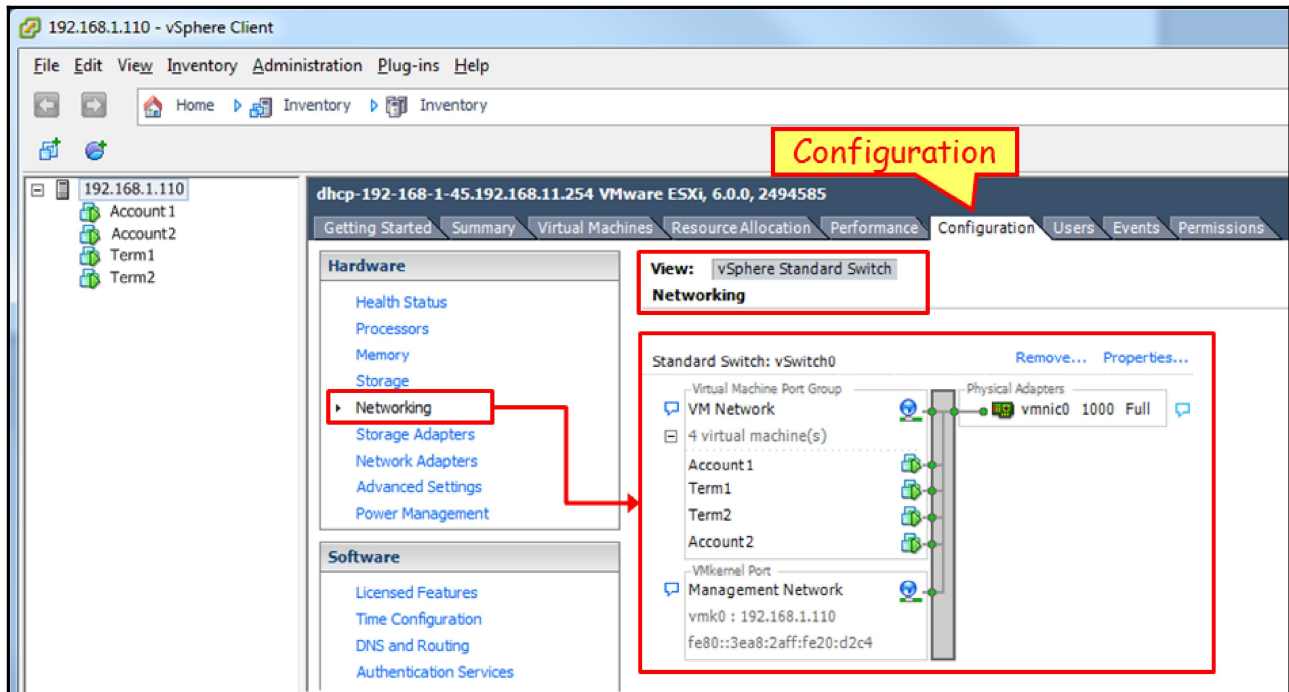 192.168.1.110 - vSphere Client
File Edit View Inventory Administration Plug-ins Help
Home Inventory Inventory
Configuration
192.168.1.110
Account1
Account2
Term1
Term2
dhcp-192-168-1-45.192.168.11.254 VMware ESXi, 6.0.0, 2494585
Getting Started Summary Virtual Machines Resource Allocation Performance Configuration Users Events Permissions
Hardware
Health Status
Processors
Memory
Storage
Networking
Storage Adapters
Network Adapters
Advanced Settings
Power Management
Software
Licensed Features
Time Configuration
DNS and Routing
Authentication Services
View: vSphere Standard Switch
Networking
Standard Switch: vSwitch0 Remove... Properties...
Virtual Machine Port Group Physical Adapters
VM Network vmnic0 1000 Full
4 virtual machine(s)
Account1
Term1
Term2
Account2
VMkernel Port
Management Network
vmk0 : 192.168.1.110
fe80::3ea8:2aff:fe20:d2c4